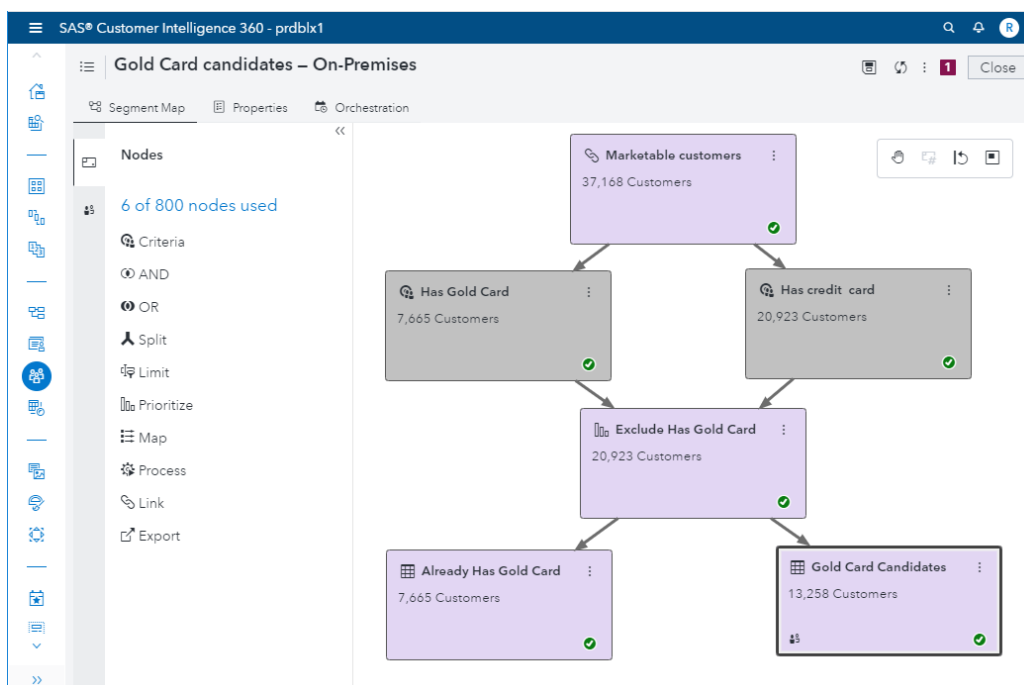 SAS® Customer Intelligence 360 - prdblx1
R
Gold Card candidates – On-Premises
1
Close
Segment Map
Properties
Orchestration
Nodes
6 of 800 nodes used
Criteria
AND
OR
Split
Limit
Prioritize
Map
Process
Link
Export
Marketable customers
37,168 Customers
Has Gold Card
7,665 Customers
Has credit card
20,923 Customers
Exclude Has Gold Card
20,923 Customers
Already Has Gold Card
7,665 Customers
Gold Card Candidates
13,258 Customers